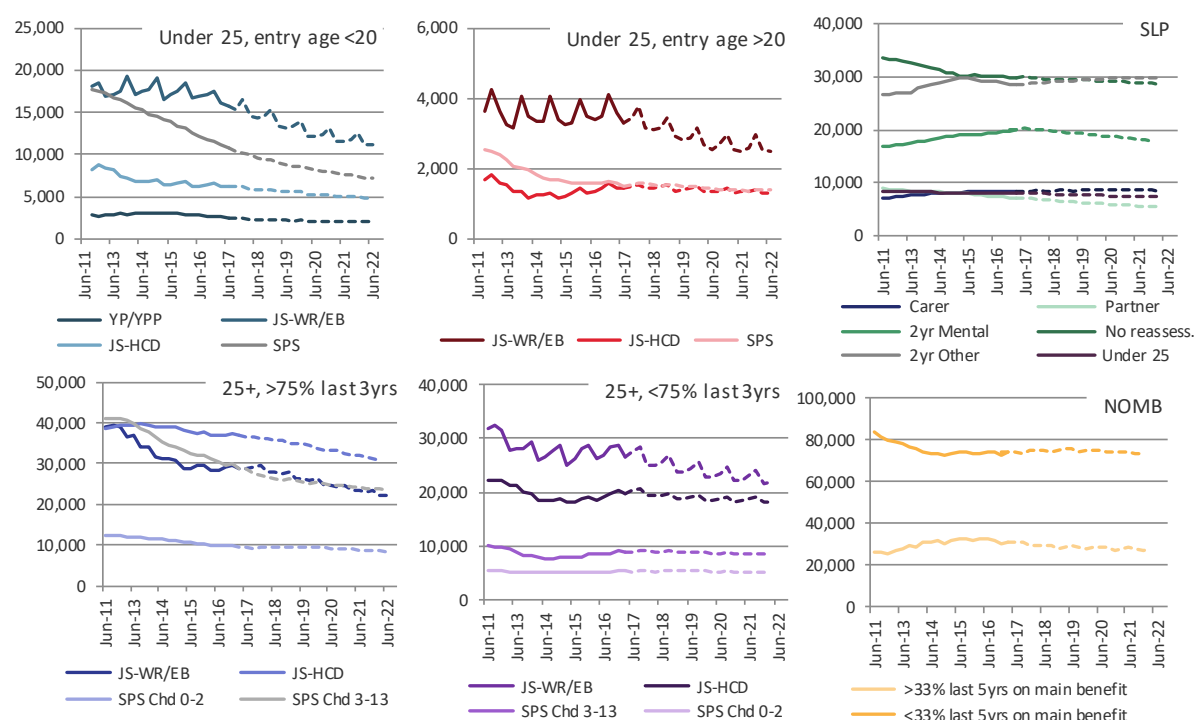 Under 25, entry age <20
25,000
20,000
15,000
10,000
5,000
0
Jun-11
Jun-12
Jun-13
Jun-14
Jun-15
Jun-16
Jun-17
Jun-18
Jun-19
Jun-20
Jun-21
Jun-22
YP/YPP
JS-WR/EB
JS-HCD
SPS
Under 25, entry age >20
6,000
4,000
2,000
0
Jun-11
Jun-12
Jun-13
Jun-14
Jun-15
Jun-16
Jun-17
Jun-18
Jun-19
Jun-20
Jun-21
Jun-22
JS-WR/EB
JS-HCD
SPS
SLP
40,000
30,000
20,000
10,000
0
Jun-11
Jun-12
Jun-13
Jun-14
Jun-15
Jun-16
Jun-17
Jun-18
Jun-19
Jun-20
Jun-21
Jun-22
Carer
Partner
2yr Mental
No reassess.
2yr Other
Under 25
25+, >75% last 3yrs
50,000
40,000
30,000
20,000
10,000
0
Jun-11
Jun-12
Jun-13
Jun-14
Jun-15
Jun-16
Jun-17
Jun-18
Jun-19
Jun-20
Jun-21
Jun-22
JS-WR/EB
JS-HCD
SPS Chd 0-2
SPS Chd 3-13
25+, <75% last 3yrs
40,000
30,000
20,000
10,000
0
Jun-11
Jun-12
Jun-13
Jun-14
Jun-15
Jun-16
Jun-17
Jun-18
Jun-19
Jun-20
Jun-21
Jun-22
JS-WR/EB
JS-HCD
SPS Chd 3-13
SPS Chd 0-2
NOMB
100,000
80,000
60,000
40,000
20,000
0
Jun-11
Jun-12
Jun-13
Jun-14
Jun-15
Jun-16
Jun-17
Jun-18
Jun-19
Jun-20
Jun-21
Jun-22
>33% last 5yrs on main benefit
<33% last 5yrs on main benefit